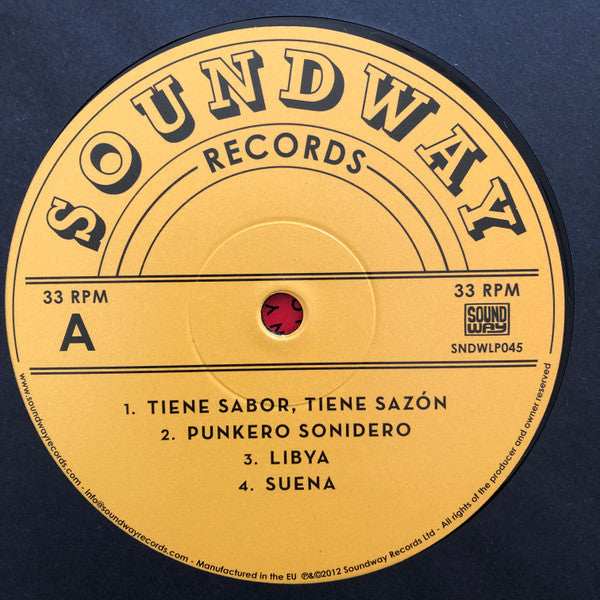 SOUNDWAY
RECORDS
33 RPM
A
33 RPM
SOUND
WAY
SNDWLP045
1. TIENE SABOR, TIENE SAZÓN
2. PUNKERO SONIDERO
3. LIBYA
4. SUENA
www.soundwayrecords.com - info@soundwayrecords.com - Manufactured in the EU ℗&©2012 Soundway Records Ltd - All rights of the producer and owner reserved